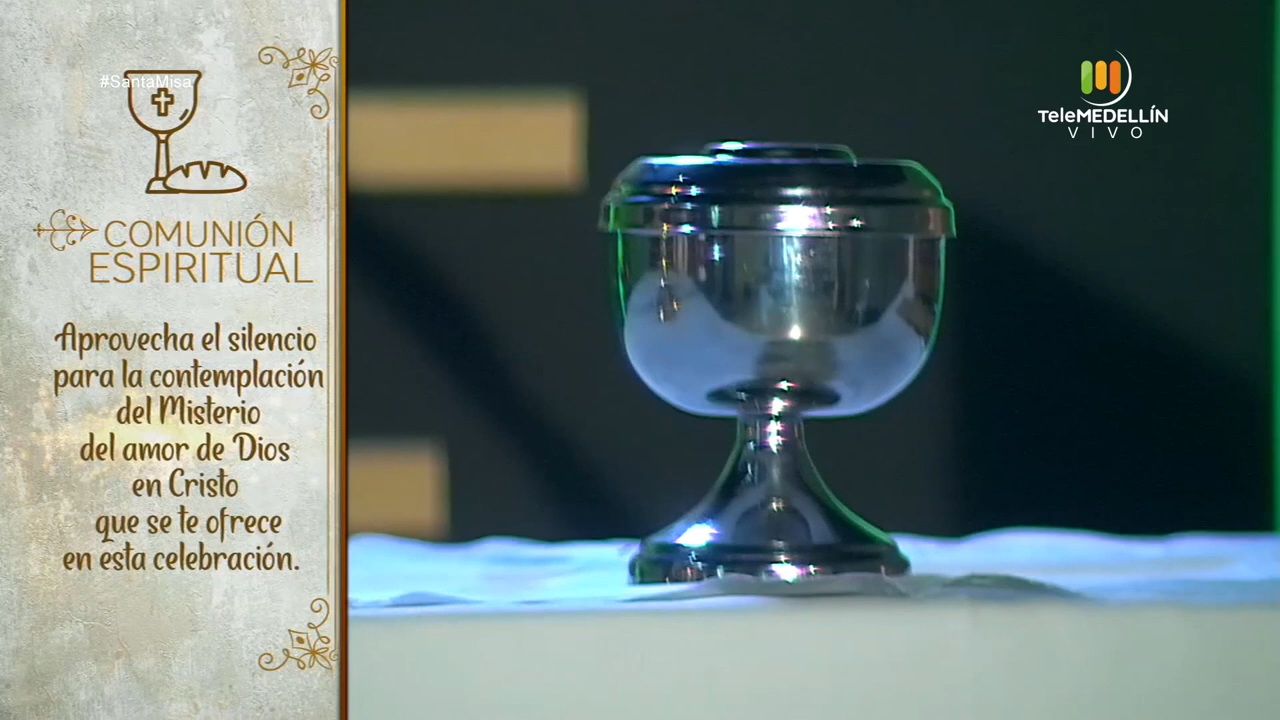 #SantaMisa
COMUNIÓN
ESPIRITUAL
Aprovecha el silencio
para la contemplación
del Misterio
del amor de Dios
en Cristo
que se te ofrece
en esta celebración.
TeleMEDELLÍN
VIVO